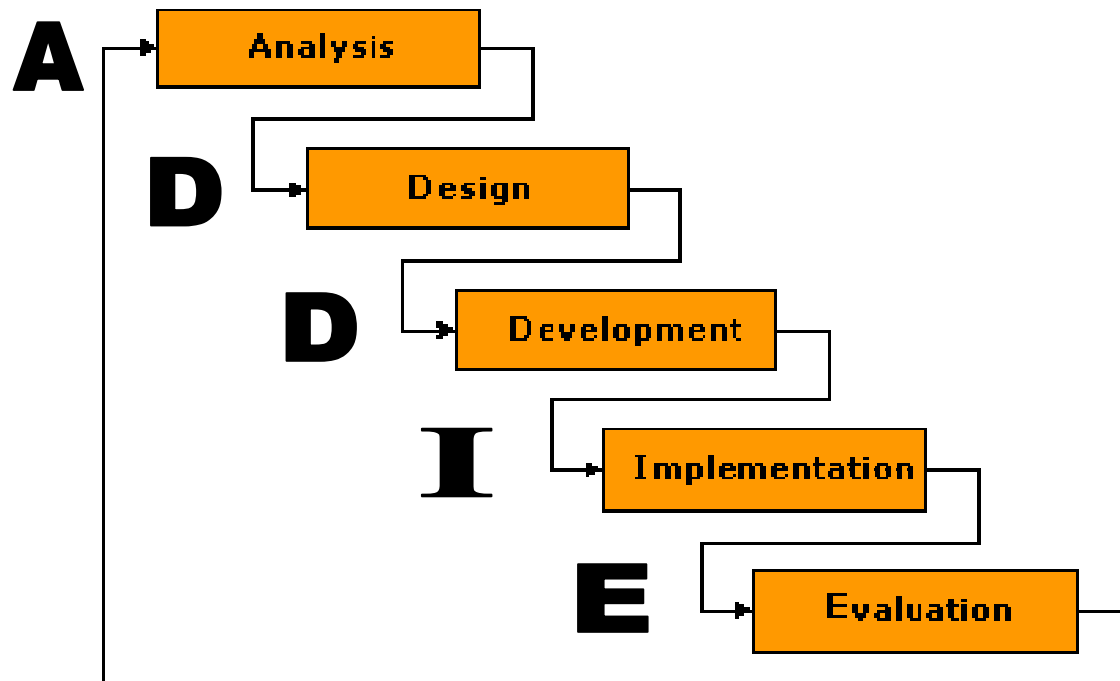 A
Analysis
D
Design
D
Development
I
Implementation
E
Evaluation